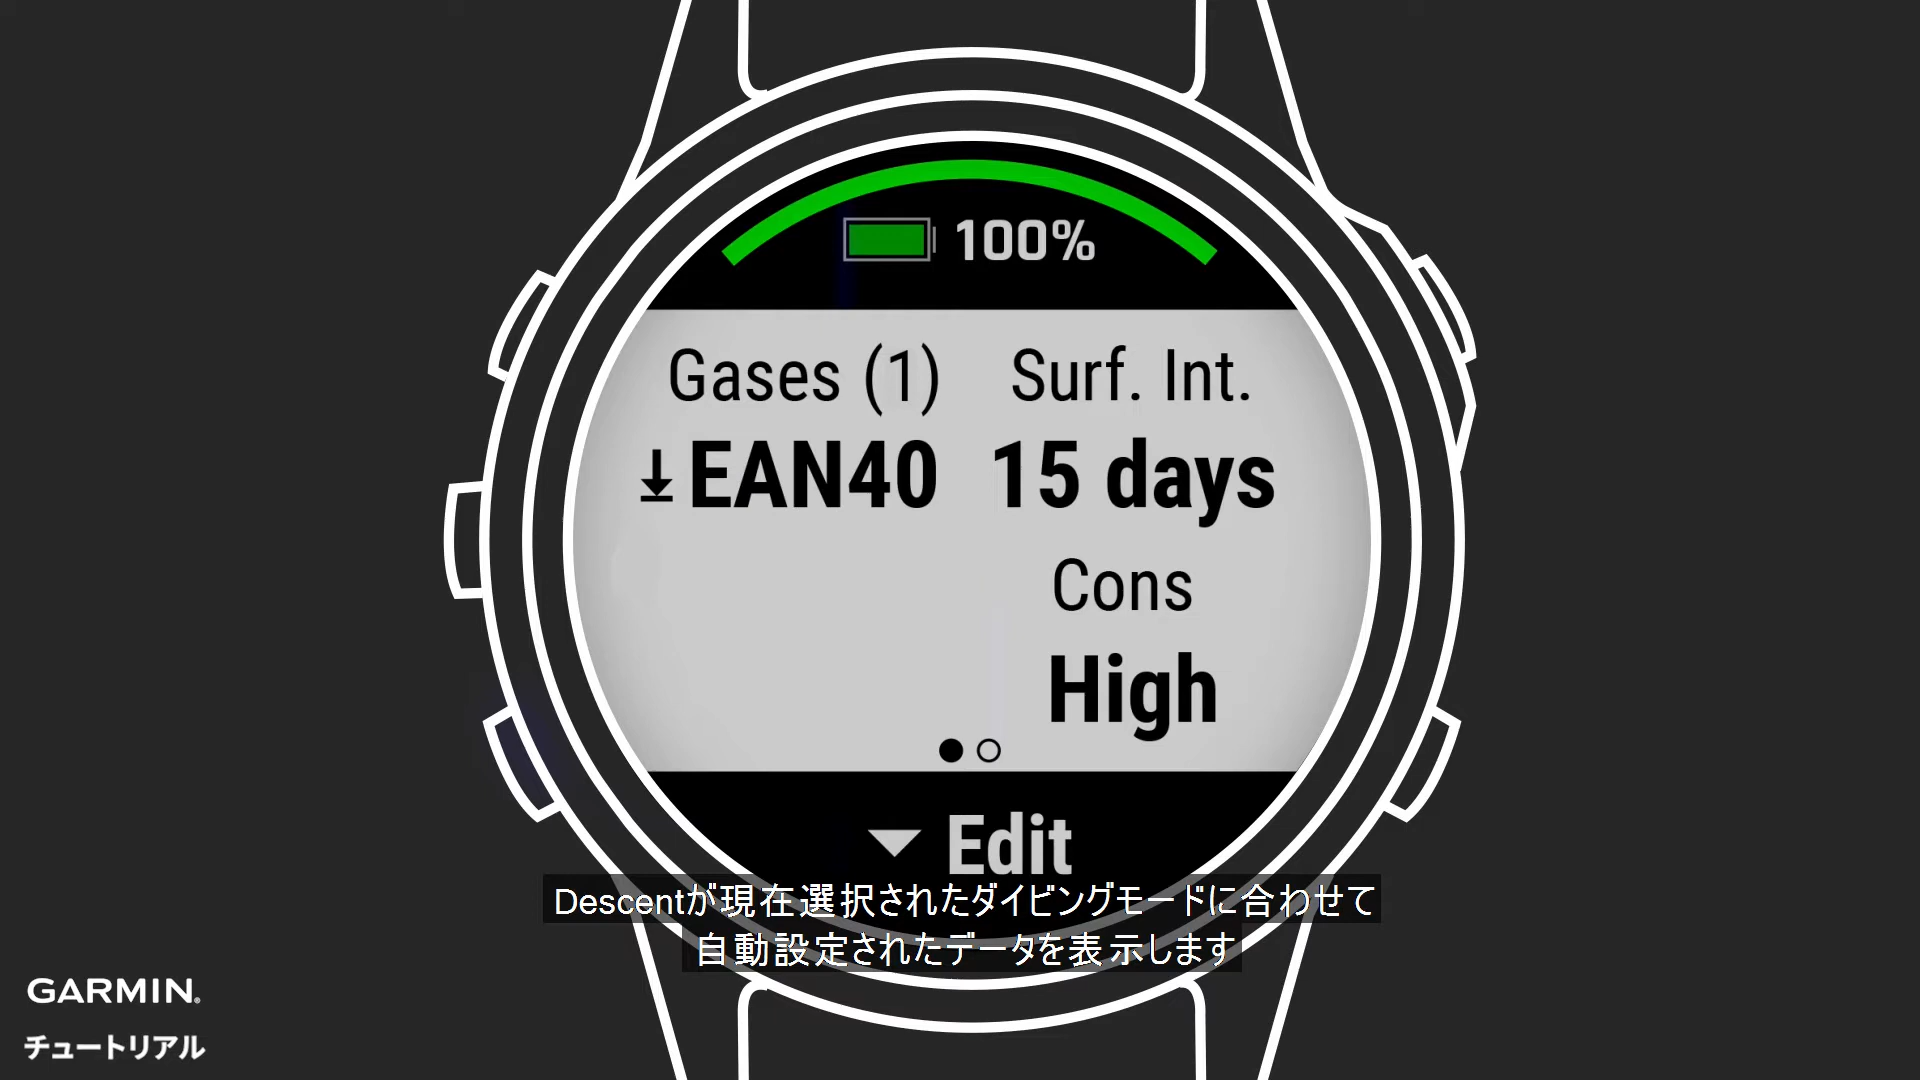 100%
Gases (1) Surf. Int.
EAN40 15 days
Cons
High
Edit
Descentが現在選択されたダイビングモードに合わせて
自動設定されたデータを表示します
GARMIN
チュートリアル